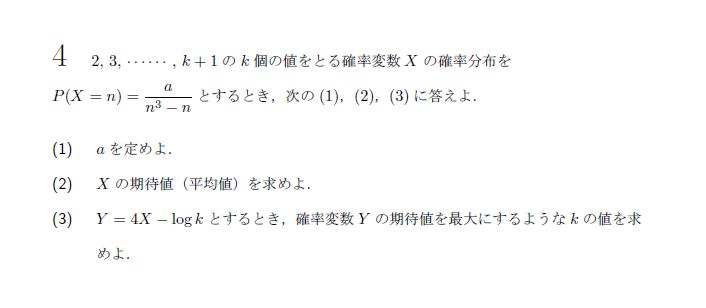 4 2, 3, ……, k + 1 の k 個の値をとる確率変数 X の確率分布を
P(X = n) = a / (n³ − n) とするとき，次の (1)，(2)，(3) に答えよ．
(1) a を定めよ．
(2) X の期待値（平均値）を求めよ．
(3) Y = 4X − log k とするとき，確率変数 Y の期待値を最大にするような k の値を求
めよ．